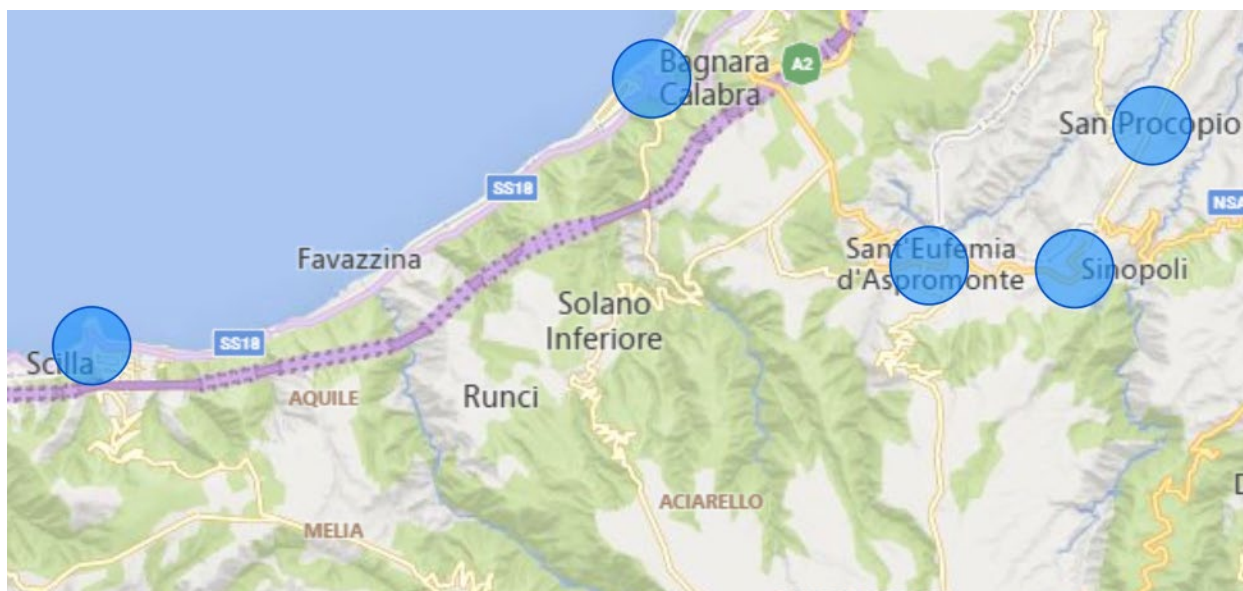 Bagnara
Calabra
A2
San Procopio
SS18
NSA
Sant'Eufemia
d'Aspromonte
Sinopoli
Favazzina
Solano
Inferiore
SS18
Scilla
AQUILE
Runci
ACIARELLO
MELIA
D